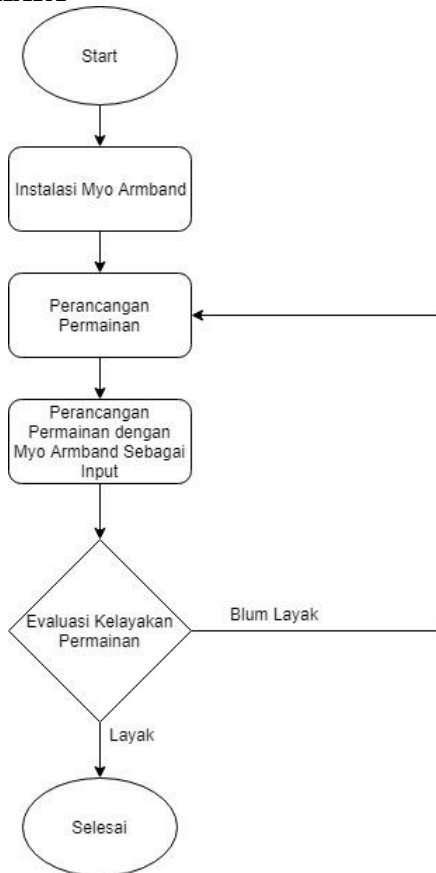 Start
Instalasi Myo Armband
Perancangan
Permainan
Perancangan
Permainan dengan
Myo Armband Sebagai
Input
Evaluasi Kelayakan
Permainan
Blum Layak
Layak
Selesai